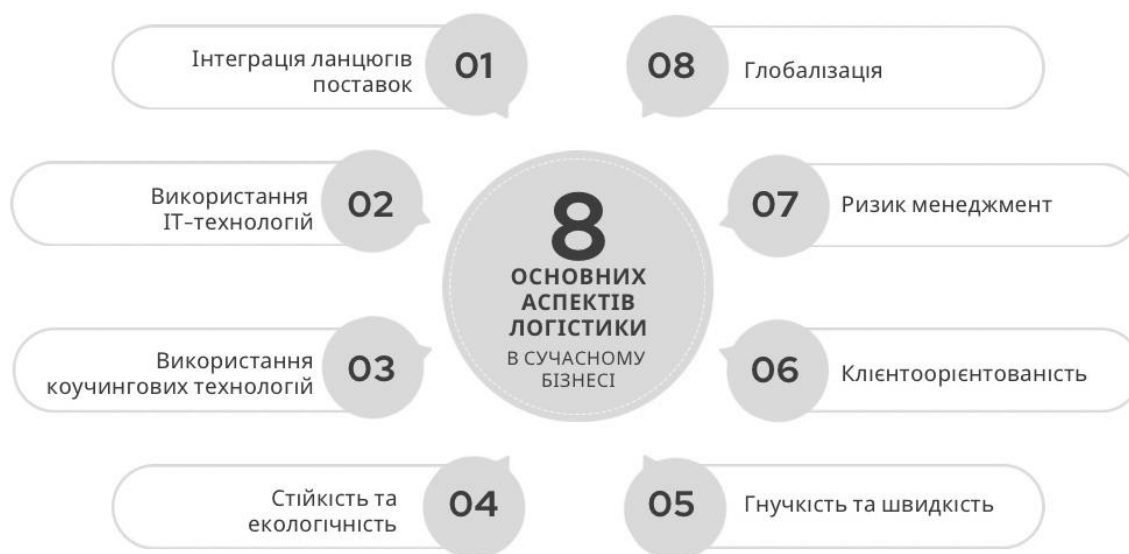 01
Інтеграція ланцюгів
поставок
02
Використання
ІТ-технологій
03
Використання
коучингових технологій
04
Стійкість та
екологічність
8
ОСНОВНИХ
АСПЕКТІВ
ЛОГІСТИКИ
В СУЧАСНОМУ
БІЗНЕСІ
08
Глобалізація
07
Ризик менеджмент
06
Клієнтоорієнтованість
05
Гнучкість та швидкість